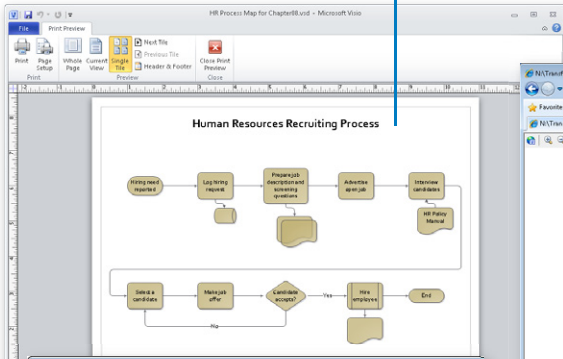 HR Process Map for Chapter08.vsd - Microsoft Visio
File Print Preview
Print Page Setup Whole Page Current View Single Tile Next Tile
Previous Tile
Header & Footer
Close Print Preview
Print Preview Close
Human Resources Recruiting Process
Hiring need reported
Log hiring request
Prepare job description and screening questions
Advertise open job
Interview candidates
HR Policy Manual
Select a candidate
Make job offer
Candidate accepts?
Yes
Hire employee
End
No
Favorite